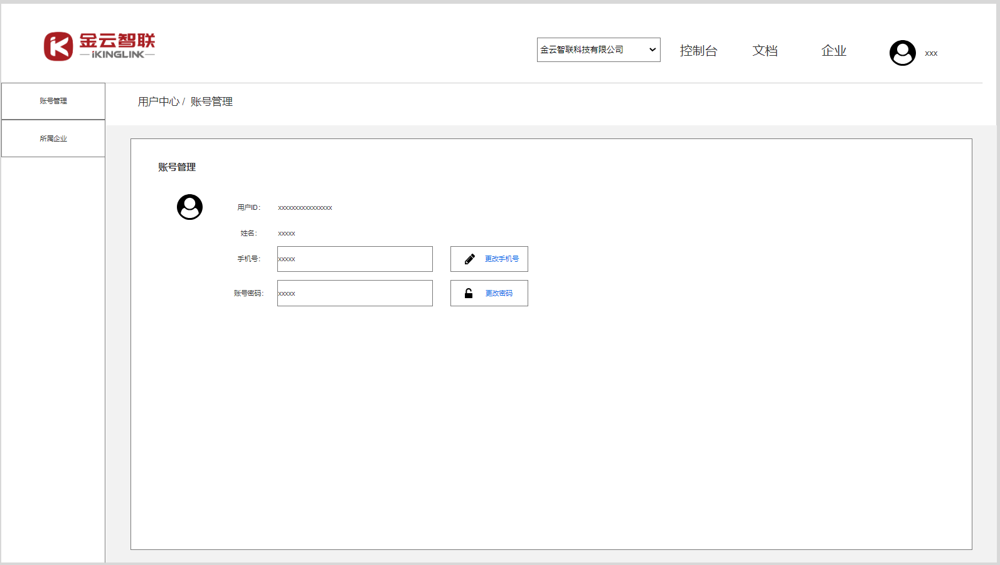 金云智联
iKINGLINK
金云智联科技有限公司
控制台
文档
企业
xxx
账号管理
所属企业
用户中心 / 账号管理
账号管理
用户ID： xxxxxxxxxxxxxxxx
姓名： xxxxx
手机号： xxxxx 更改手机号
账号密码： xxxxx 更改密码